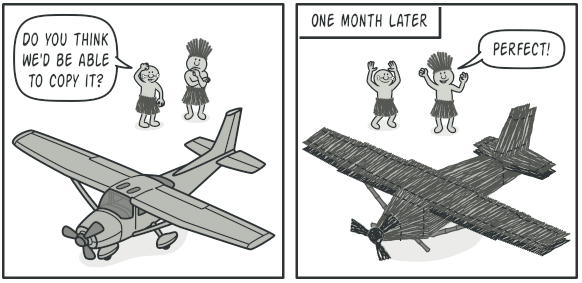 DO YOU THINK
WE'D BE ABLE
TO COPY IT?
ONE MONTH LATER
PERFECT!